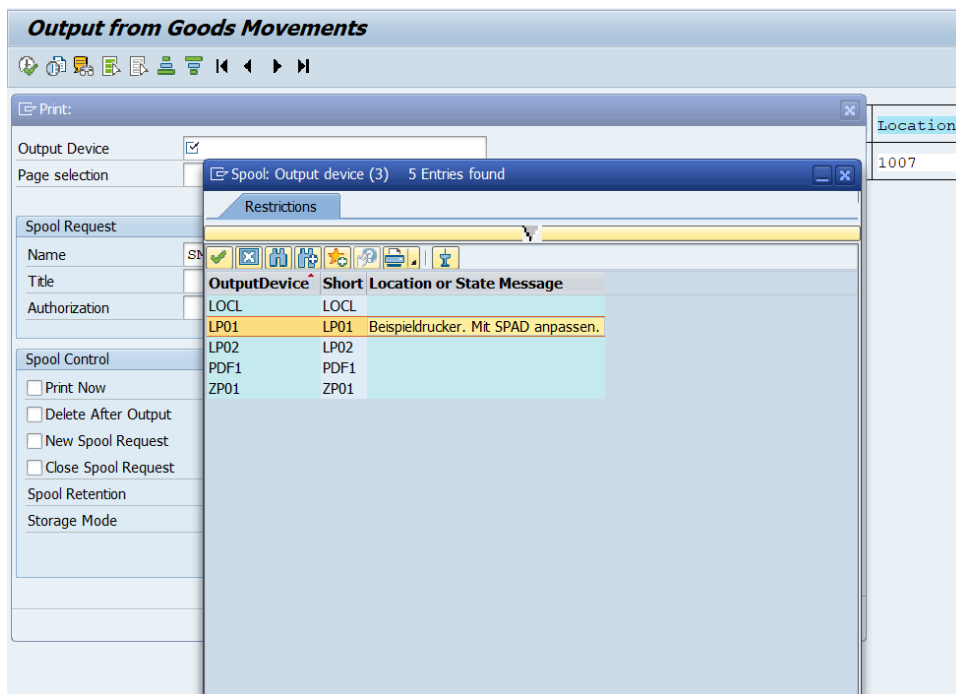 Output from Goods Movements
Print:
Location
Output Device
1007
Page selection
Spool: Output device (3) 5 Entries found
Restrictions
Spool Request
Name
Title
Authorization
OutputDevice Short Location or State Message
LOCL LOCL
LP01 LP01 Beispieldrucker. Mit SPAD anpassen.
LP02 LP02
PDF1 PDF1
ZP01 ZP01
Spool Control
Print Now
Delete After Output
New Spool Request
Close Spool Request
Spool Retention
Storage Mode